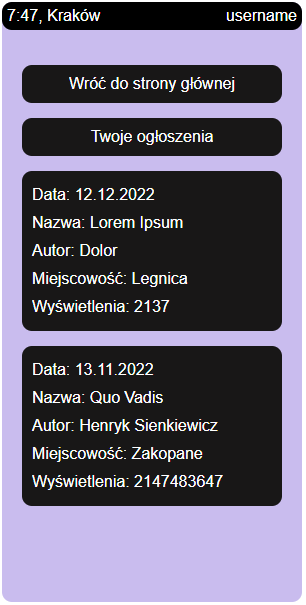 7:47, Kraków username
Wróć do strony głównej
Twoje ogłoszenia
Data: 12.12.2022
Nazwa: Lorem Ipsum
Autor: Dolor
Miejscowość: Legnica
Wyświetlenia: 2137
Data: 13.11.2022
Nazwa: Quo Vadis
Autor: Henryk Sienkiewicz
Miejscowość: Zakopane
Wyświetlenia: 2147483647